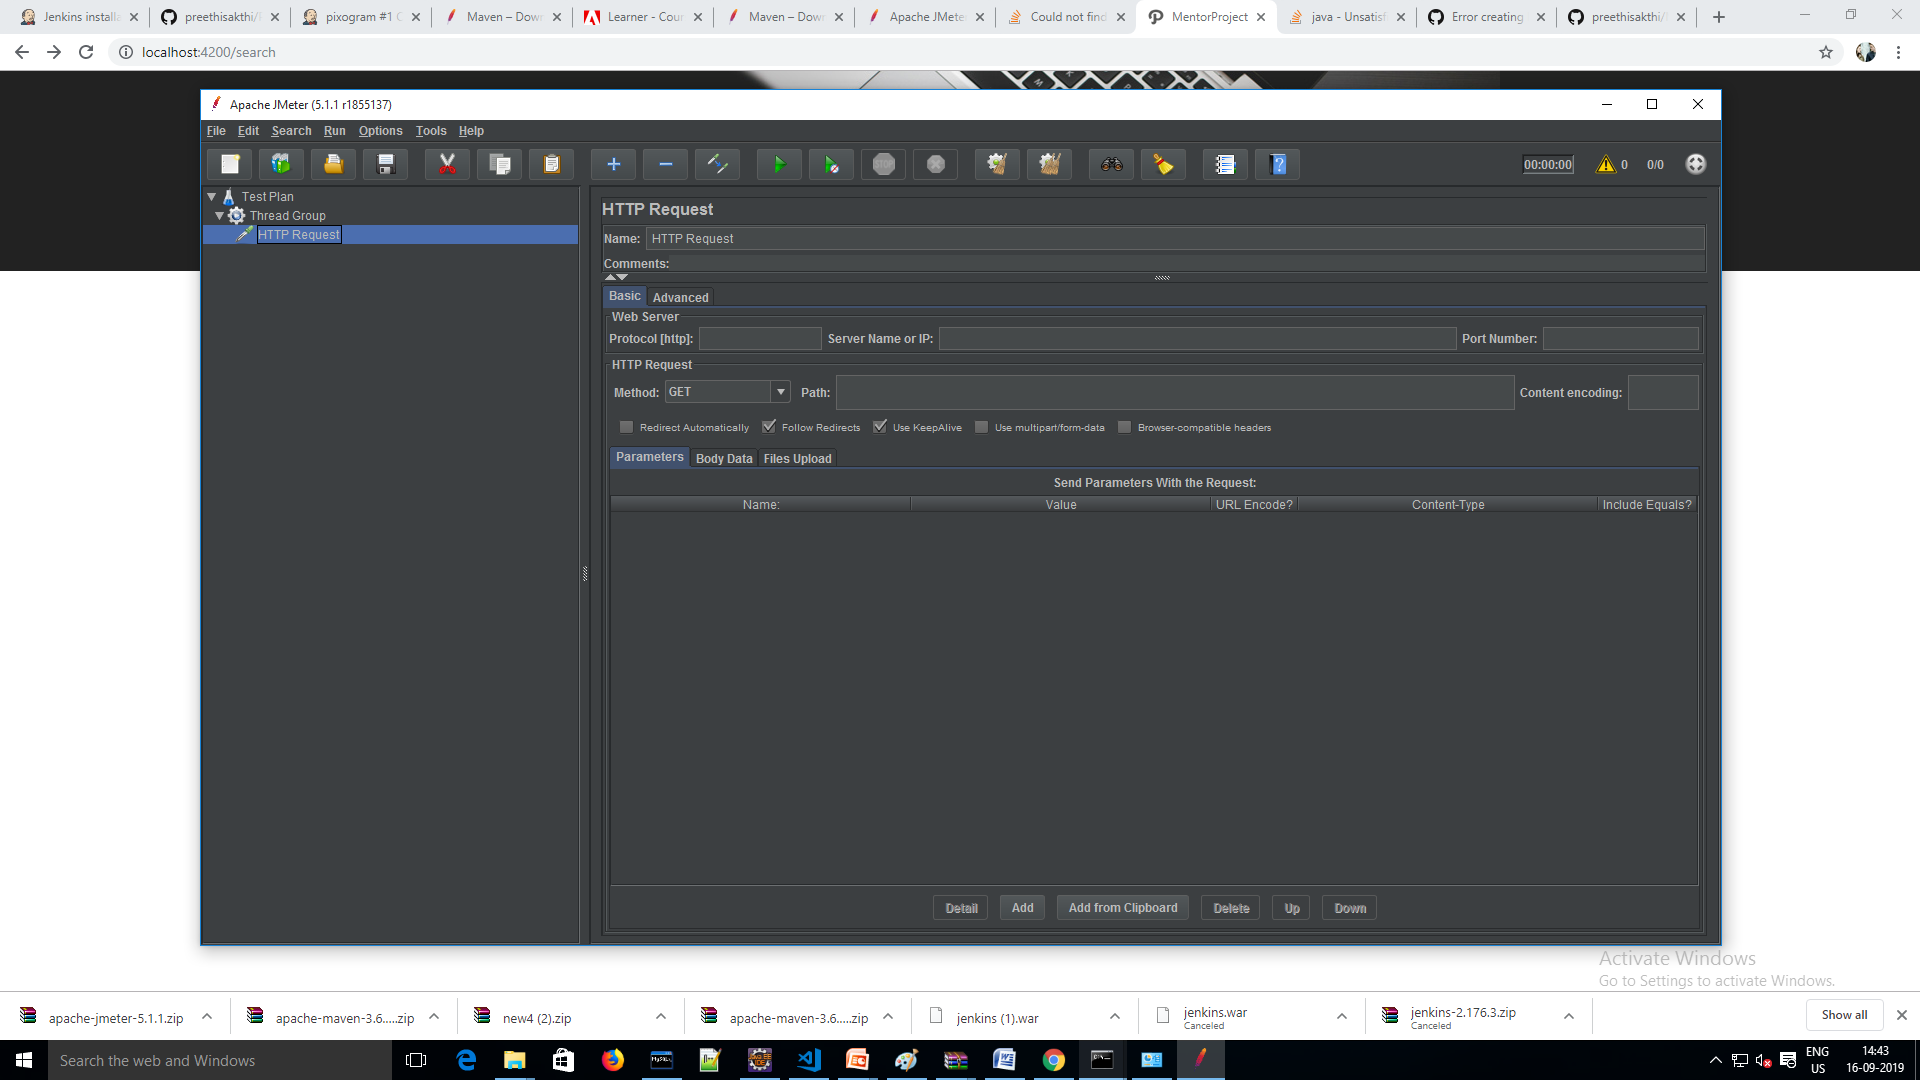 Jenkins installa
preethisakthi/
pixogram #1 C
Maven – Dow
Learner - Cour
Maven – Dow
Apache JMete
Could not find
MentorProject
java - Unsatisf
Error creating
preethisakthi/
localhost:4200/search
Apache JMeter (5.1.1 r1855137)
File Edit Search Run Options Tools Help
00:00:00 0 0/0
Test Plan
Thread Group
HTTP Request
HTTP Request
Name: HTTP Request
Comments:
Basic Advanced
Web Server
Protocol [http]: Server Name or IP: Port Number:
HTTP Request
Method: GET Path: Content encoding:
Redirect Automatically Follow Redirects Use KeepAlive Use multipart/form-data Browser-compatible headers
Parameters Body Data Files Upload
Send Parameters With the Request:
Name: Value URL Encode? Content-Type Include Equals?
Detail Add Add from Clipboard Delete Up Down
Activate Windows
Go to Settings to activate Windows.
apache-jmeter-5.1.1.zip
apache-maven-3.6.....zip
new4 (2).zip
apache-maven-3.6.....zip
jenkins (1).war
jenkins.war
Canceled
jenkins-2.176.3.zip
Canceled
Show all
Search the web and Windows
ENG
US
14:43
16-09-2019